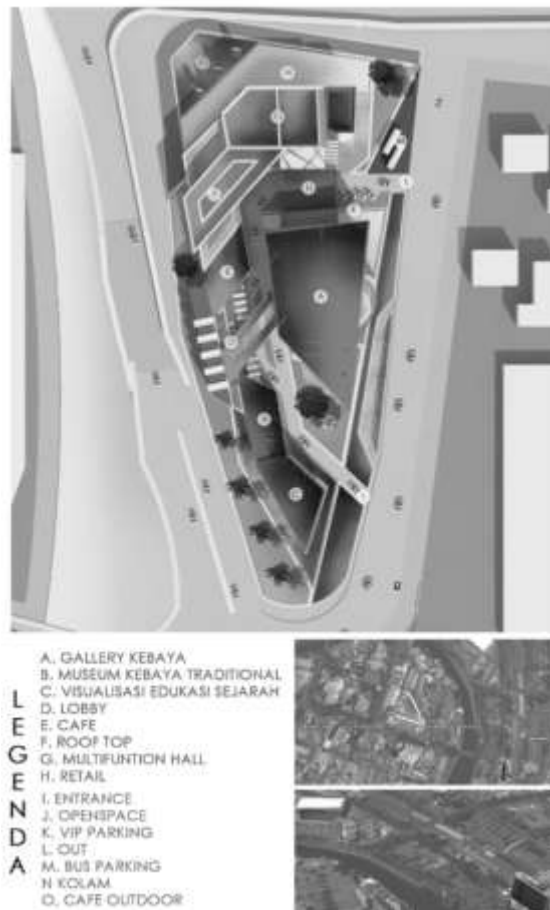 LEGENDA
A. GALLERY KEBAYA
B. MUSEUM KEBAYA TRADITIONAL
C. VISUALISASI EDUKASI SEJARAH
D. LOBBY
E. CAFE
F. ROOF TOP
G. MULTIFUNTION HALL
H. RETAIL
I. ENTRANCE
J. OPENSPACE
K. VIP PARKING
L. OUT
M. BUS PARKING
N KOLAM
O. CAFE OUTDOOR